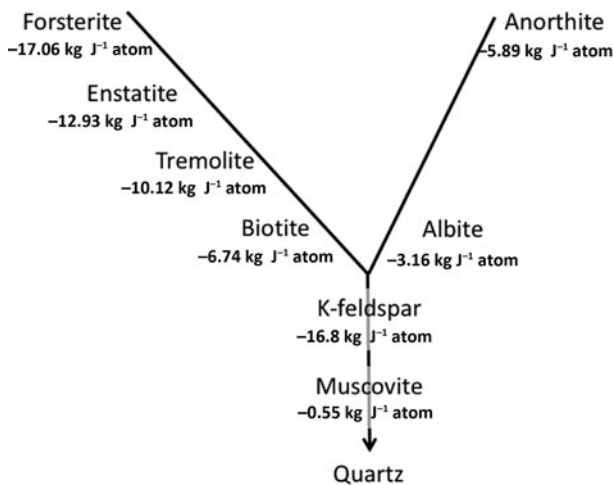 Forsterite
−17.06 kg J⁻¹ atom
Anorthite
−5.89 kg J⁻¹ atom
Enstatite
−12.93 kg J⁻¹ atom
Tremolite
−10.12 kg J⁻¹ atom
Biotite
−6.74 kg J⁻¹ atom
Albite
−3.16 kg J⁻¹ atom
K-feldspar
−16.8 kg J⁻¹ atom
Muscovite
−0.55 kg J⁻¹ atom
Quartz